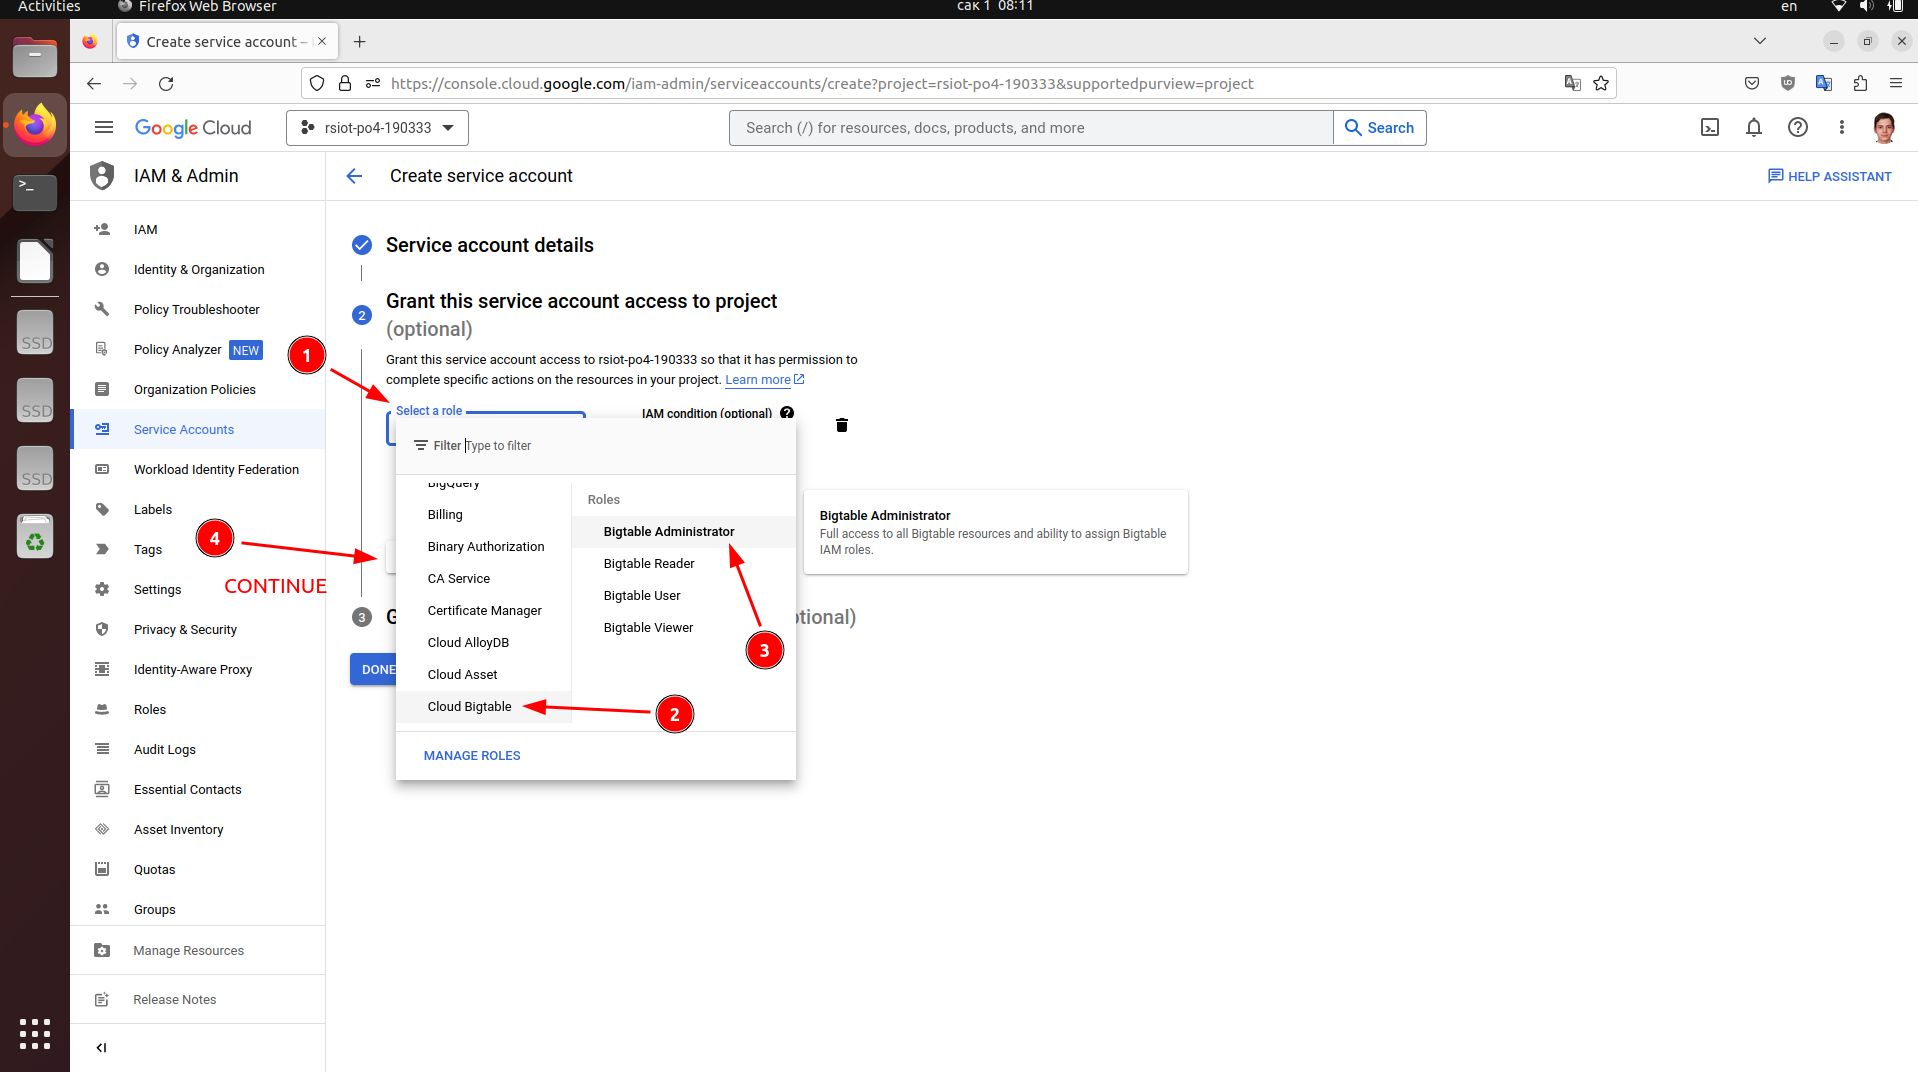 Activities
Firefox Web Browser
сак 1 08:11
en
Create service account –
https://console.cloud.google.com/iam-admin/serviceaccounts/create?project=rsiot-po4-190333&supportedpurview=project
Google Cloud
rsiot-po4-190333
Search (/) for resources, docs, products, and more
Search
IAM & Admin
Create service account
HELP ASSISTANT
IAM
Identity & Organization
Policy Troubleshooter
Policy Analyzer NEW
Organization Policies
Service Accounts
Workload Identity Federation
Labels
Tags
Settings
Privacy & Security
Identity-Aware Proxy
Roles
Audit Logs
Essential Contacts
Asset Inventory
Quotas
Groups
Manage Resources
Release Notes
SSD
SSD
SSD
Service account details
2
Grant this service account access to project
(optional)
Grant this service account access to rsiot-po4-190333 so that it has permission to
complete specific actions on the resources in your project. Learn more
1
Select a role
IAM condition (optional)
Filter Type to filter
BigQuery
Billing
Binary Authorization
CA Service
Certificate Manager
Cloud AlloyDB
Cloud Asset
Cloud Bigtable
Roles
Bigtable Administrator
Bigtable Reader
Bigtable User
Bigtable Viewer
MANAGE ROLES
Bigtable Administrator
Full access to all Bigtable resources and ability to assign Bigtable
IAM roles.
4
CONTINUE
3
2
3
G
tional)
DONE